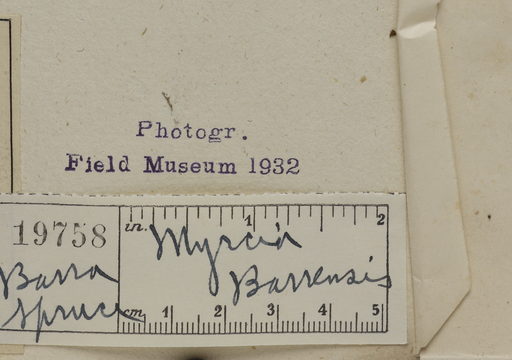 Photogr.
Field Museum 1932
19758
in. 1 2
Myrcia
Barrensis
Barra
Spruce
cm 1 2 3 4 5